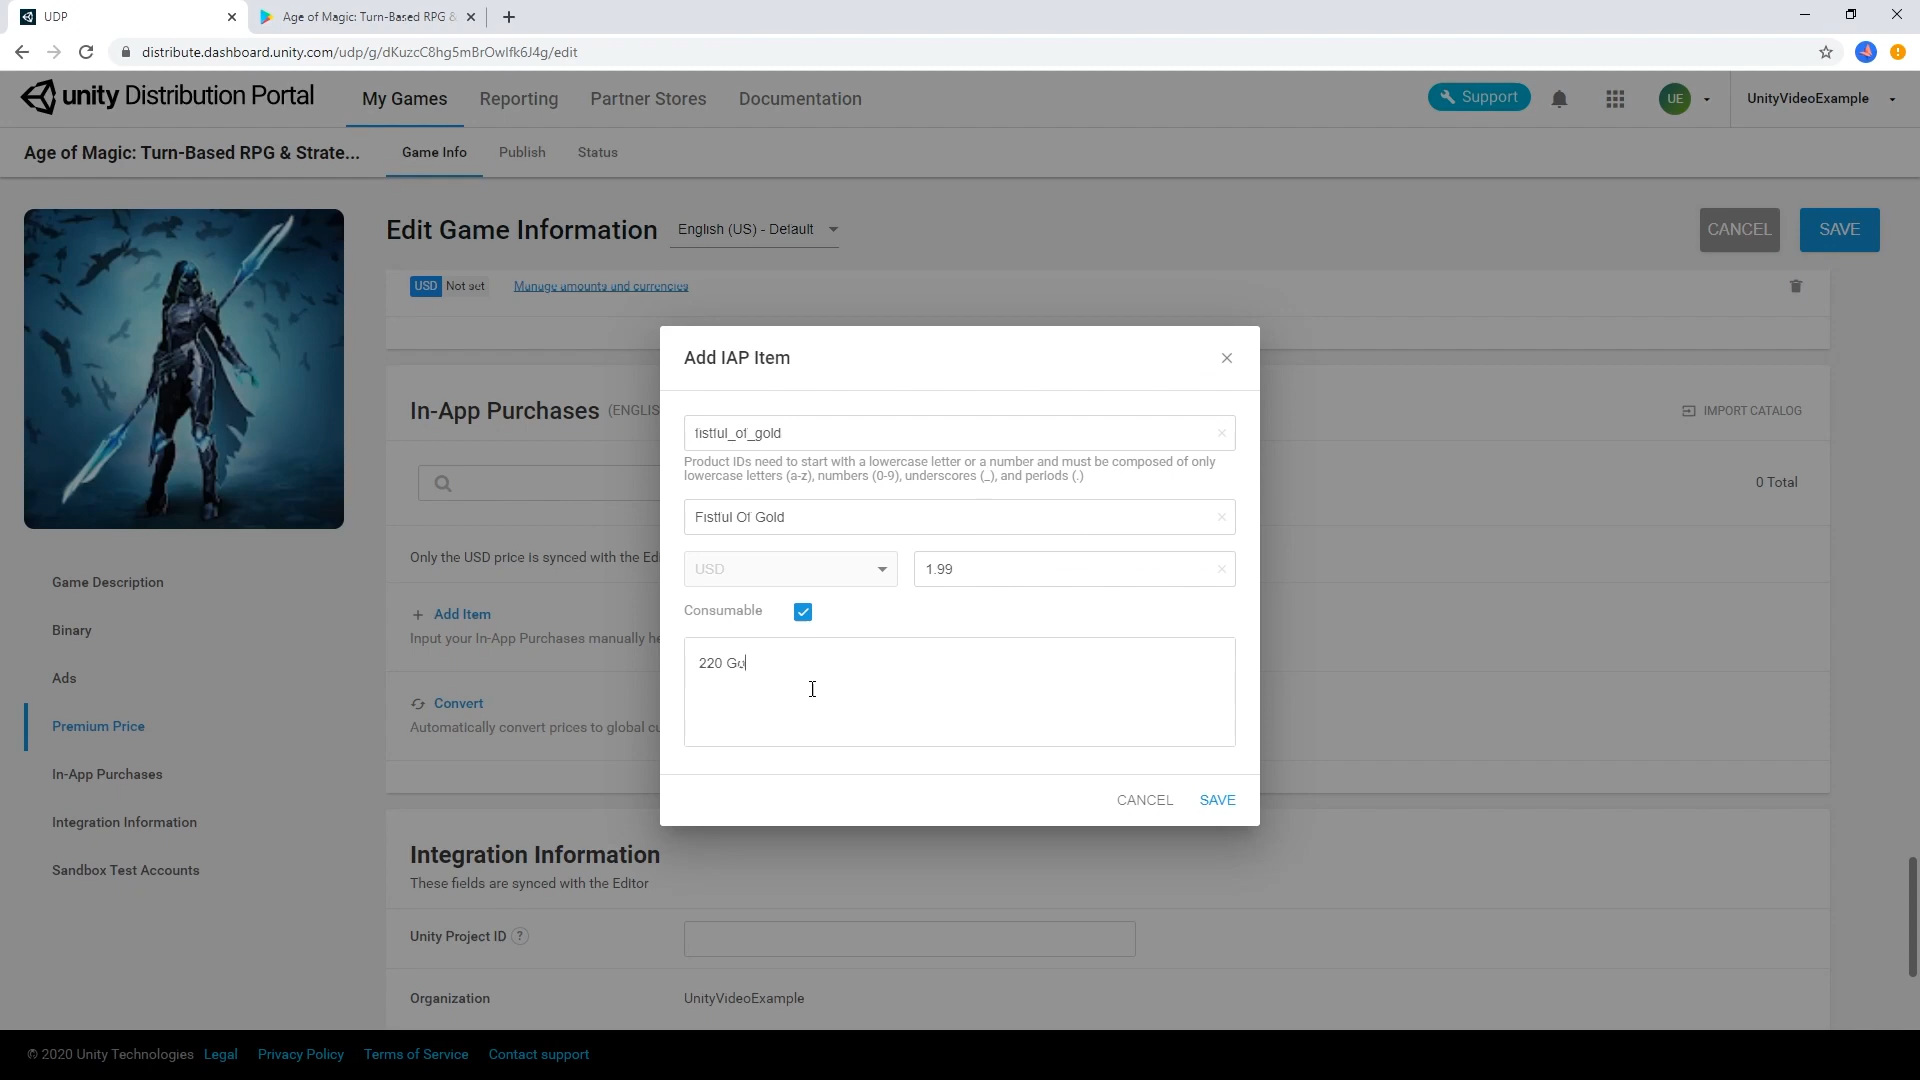 UDP
Age of Magic: Turn-Based RPG &
distribute.dashboard.unity.com/udp/g/dKuzcC8hg5mBrOwlfk6J4g/edit
unity Distribution Portal
My Games
Reporting
Partner Stores
Documentation
Support
UE
UnityVideoExample
Age of Magic: Turn-Based RPG & Strate...
Game Info
Publish
Status
Edit Game Information
English (US) - Default
CANCEL
SAVE
USD Not set
Manage amounts and currencies
Add IAP Item
In-App Purchases (ENGLIS
IMPORT CATALOG
fistful_of_gold
Product IDs need to start with a lowercase letter or a number and must be composed of only
lowercase letters (a-z), numbers (0-9), underscores (_), and periods (.)
0 Total
Fistful Of Gold
Only the USD price is synced with the Edi
USD
1.99
Game Description
Consumable
+ Add Item
Input your In-App Purchases manually he
Binary
220 Go
Ads
Convert
Automatically convert prices to global cu
Premium Price
In-App Purchases
CANCEL
SAVE
Integration Information
Integration Information
These fields are synced with the Editor
Sandbox Test Accounts
Unity Project ID ?
Organization
UnityVideoExample
© 2020 Unity Technologies
Legal
Privacy Policy
Terms of Service
Contact support